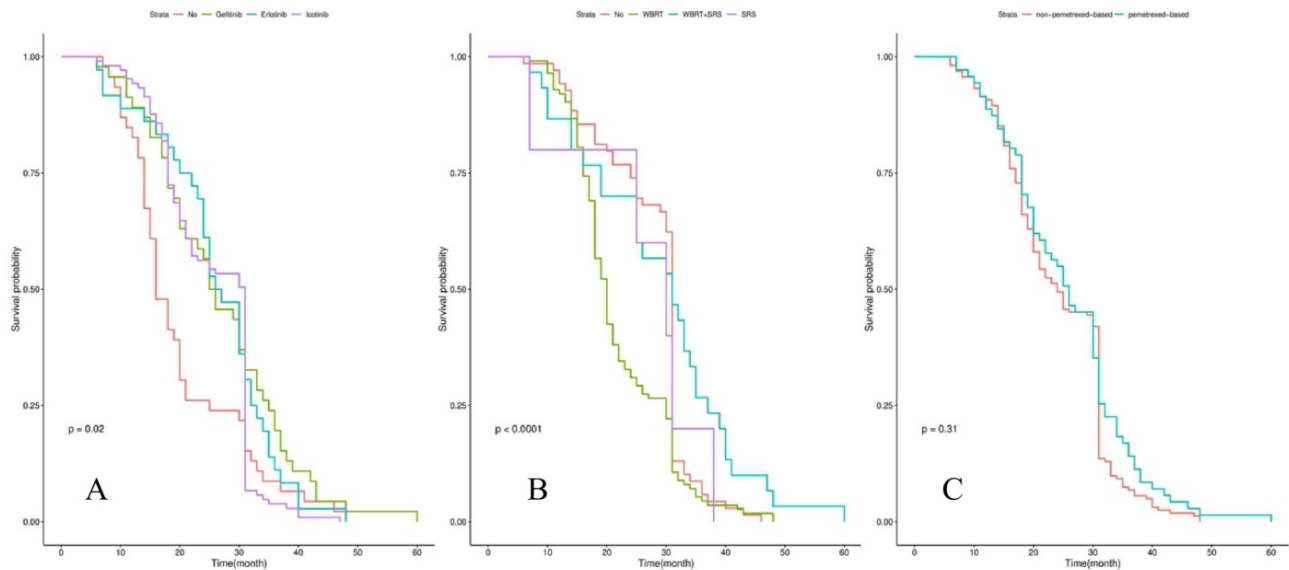 Strata No Gefitinib Erlotinib Icotinib
1.00
0.75
0.50
0.25
0.00
Survival probability
p = 0.02
A
0 10 20 30 40 50 60
Time(month)
Strata No WBRT WBRT+SRS SRS
1.00
0.75
0.50
0.25
0.00
Survival probability
p < 0.0001
B
0 10 20 30 40 50 60
Time(month)
Strata non-pemetrexed-based pemetrexed-based
1.00
0.75
0.50
0.25
0.00
Survival probability
p = 0.31
C
0 10 20 30 40 50 60
Time(month)